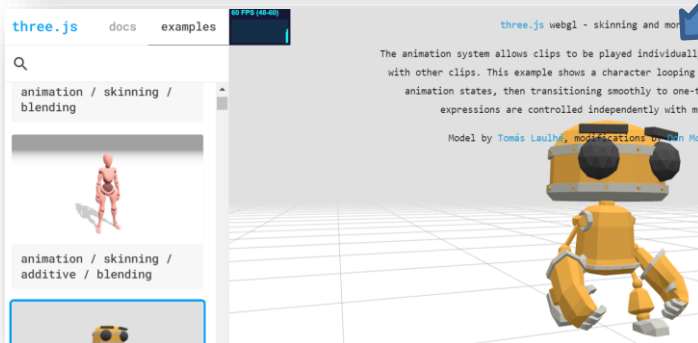 60 FPS (48-60)
three.js docs examples
animation / skinning /
blending
animation / skinning /
additive / blending
three.js webgl - skinning and mor
The animation system allows clips to be played individuall
with other clips. This example shows a character looping
animation states, then transitioning smoothly to one-t
expressions are controlled independently with m
Model by Tomás Laulhé, modifications by Don Mc